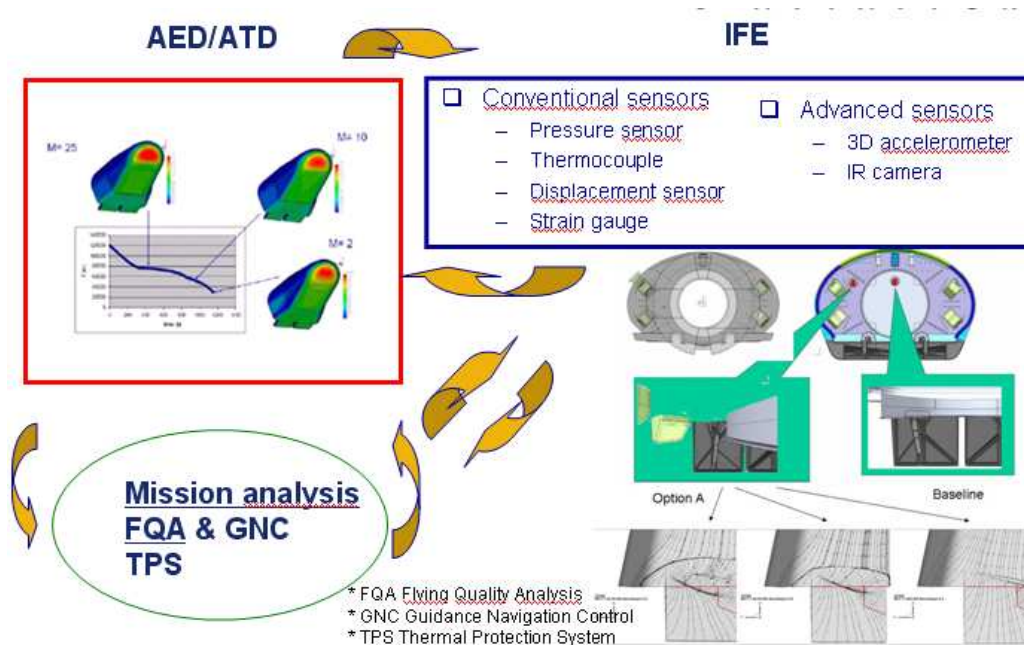 AED/ATD
IFE
Conventional sensors
– Pressure sensor
– Thermocouple
– Displacement sensor
– Strain gauge
Advanced sensors
– 3D accelerometer
– IR camera
M= 25
M= 10
M= 2
Option A
Baseline
Mission analysis
FQA & GNC
TPS
* FQA Flying Quality Analysis
* GNC Guidance Navigation Control
* TPS Thermal Protection System